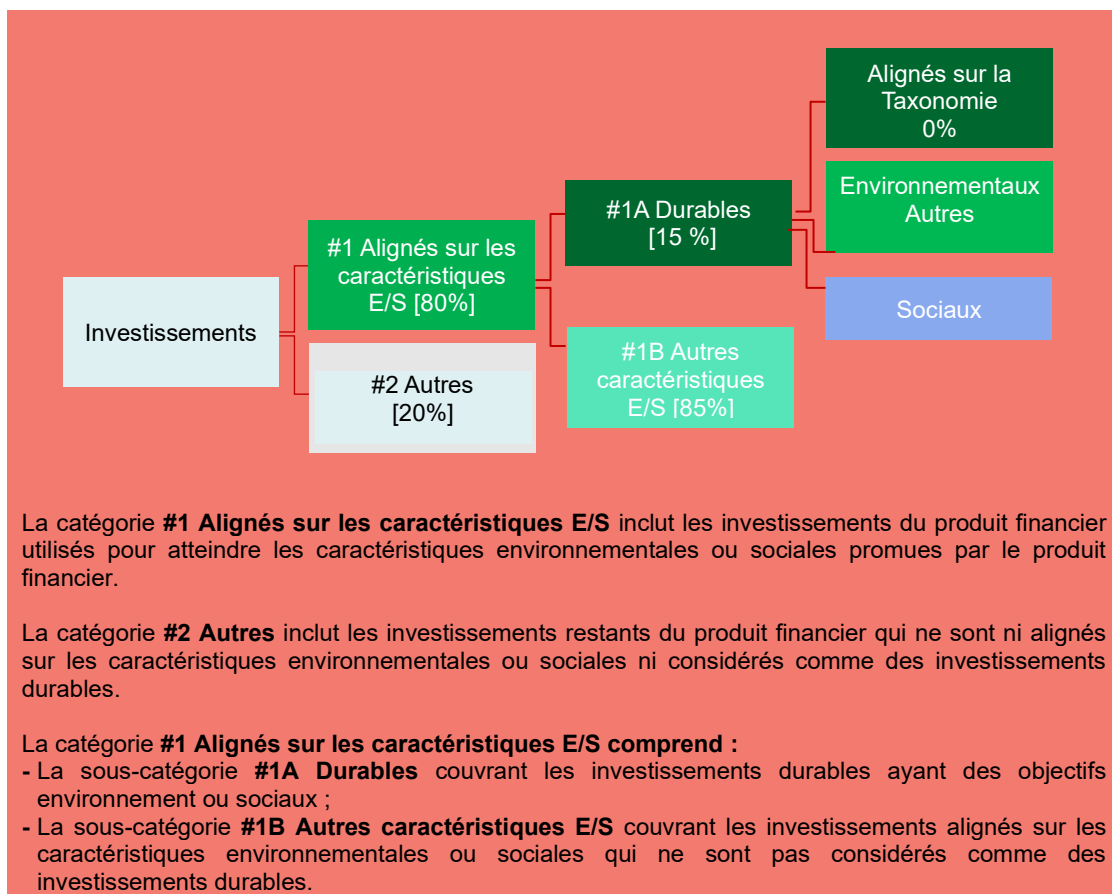 Alignés sur la
Taxonomie
0%
Environnementaux
Autres
#1A Durables
[15 %]
#1 Alignés sur les
caractéristiques
E/S [80%]
Sociaux
Investissements
#1B Autres
caractéristiques
E/S [85%]
#2 Autres
[20%]
La catégorie #1 Alignés sur les caractéristiques E/S inclut les investissements du produit financier
utilisés pour atteindre les caractéristiques environnementales ou sociales promues par le produit
financier.
La catégorie #2 Autres inclut les investissements restants du produit financier qui ne sont ni alignés
sur les caractéristiques environnementales ou sociales ni considérés comme des investissements
durables.
La catégorie #1 Alignés sur les caractéristiques E/S comprend :
- La sous-catégorie #1A Durables couvrant les investissements durables ayant des objectifs
environnement ou sociaux ;
- La sous-catégorie #1B Autres caractéristiques E/S couvrant les investissements alignés sur les
caractéristiques environnementales ou sociales qui ne sont pas considérés comme des
investissements durables.